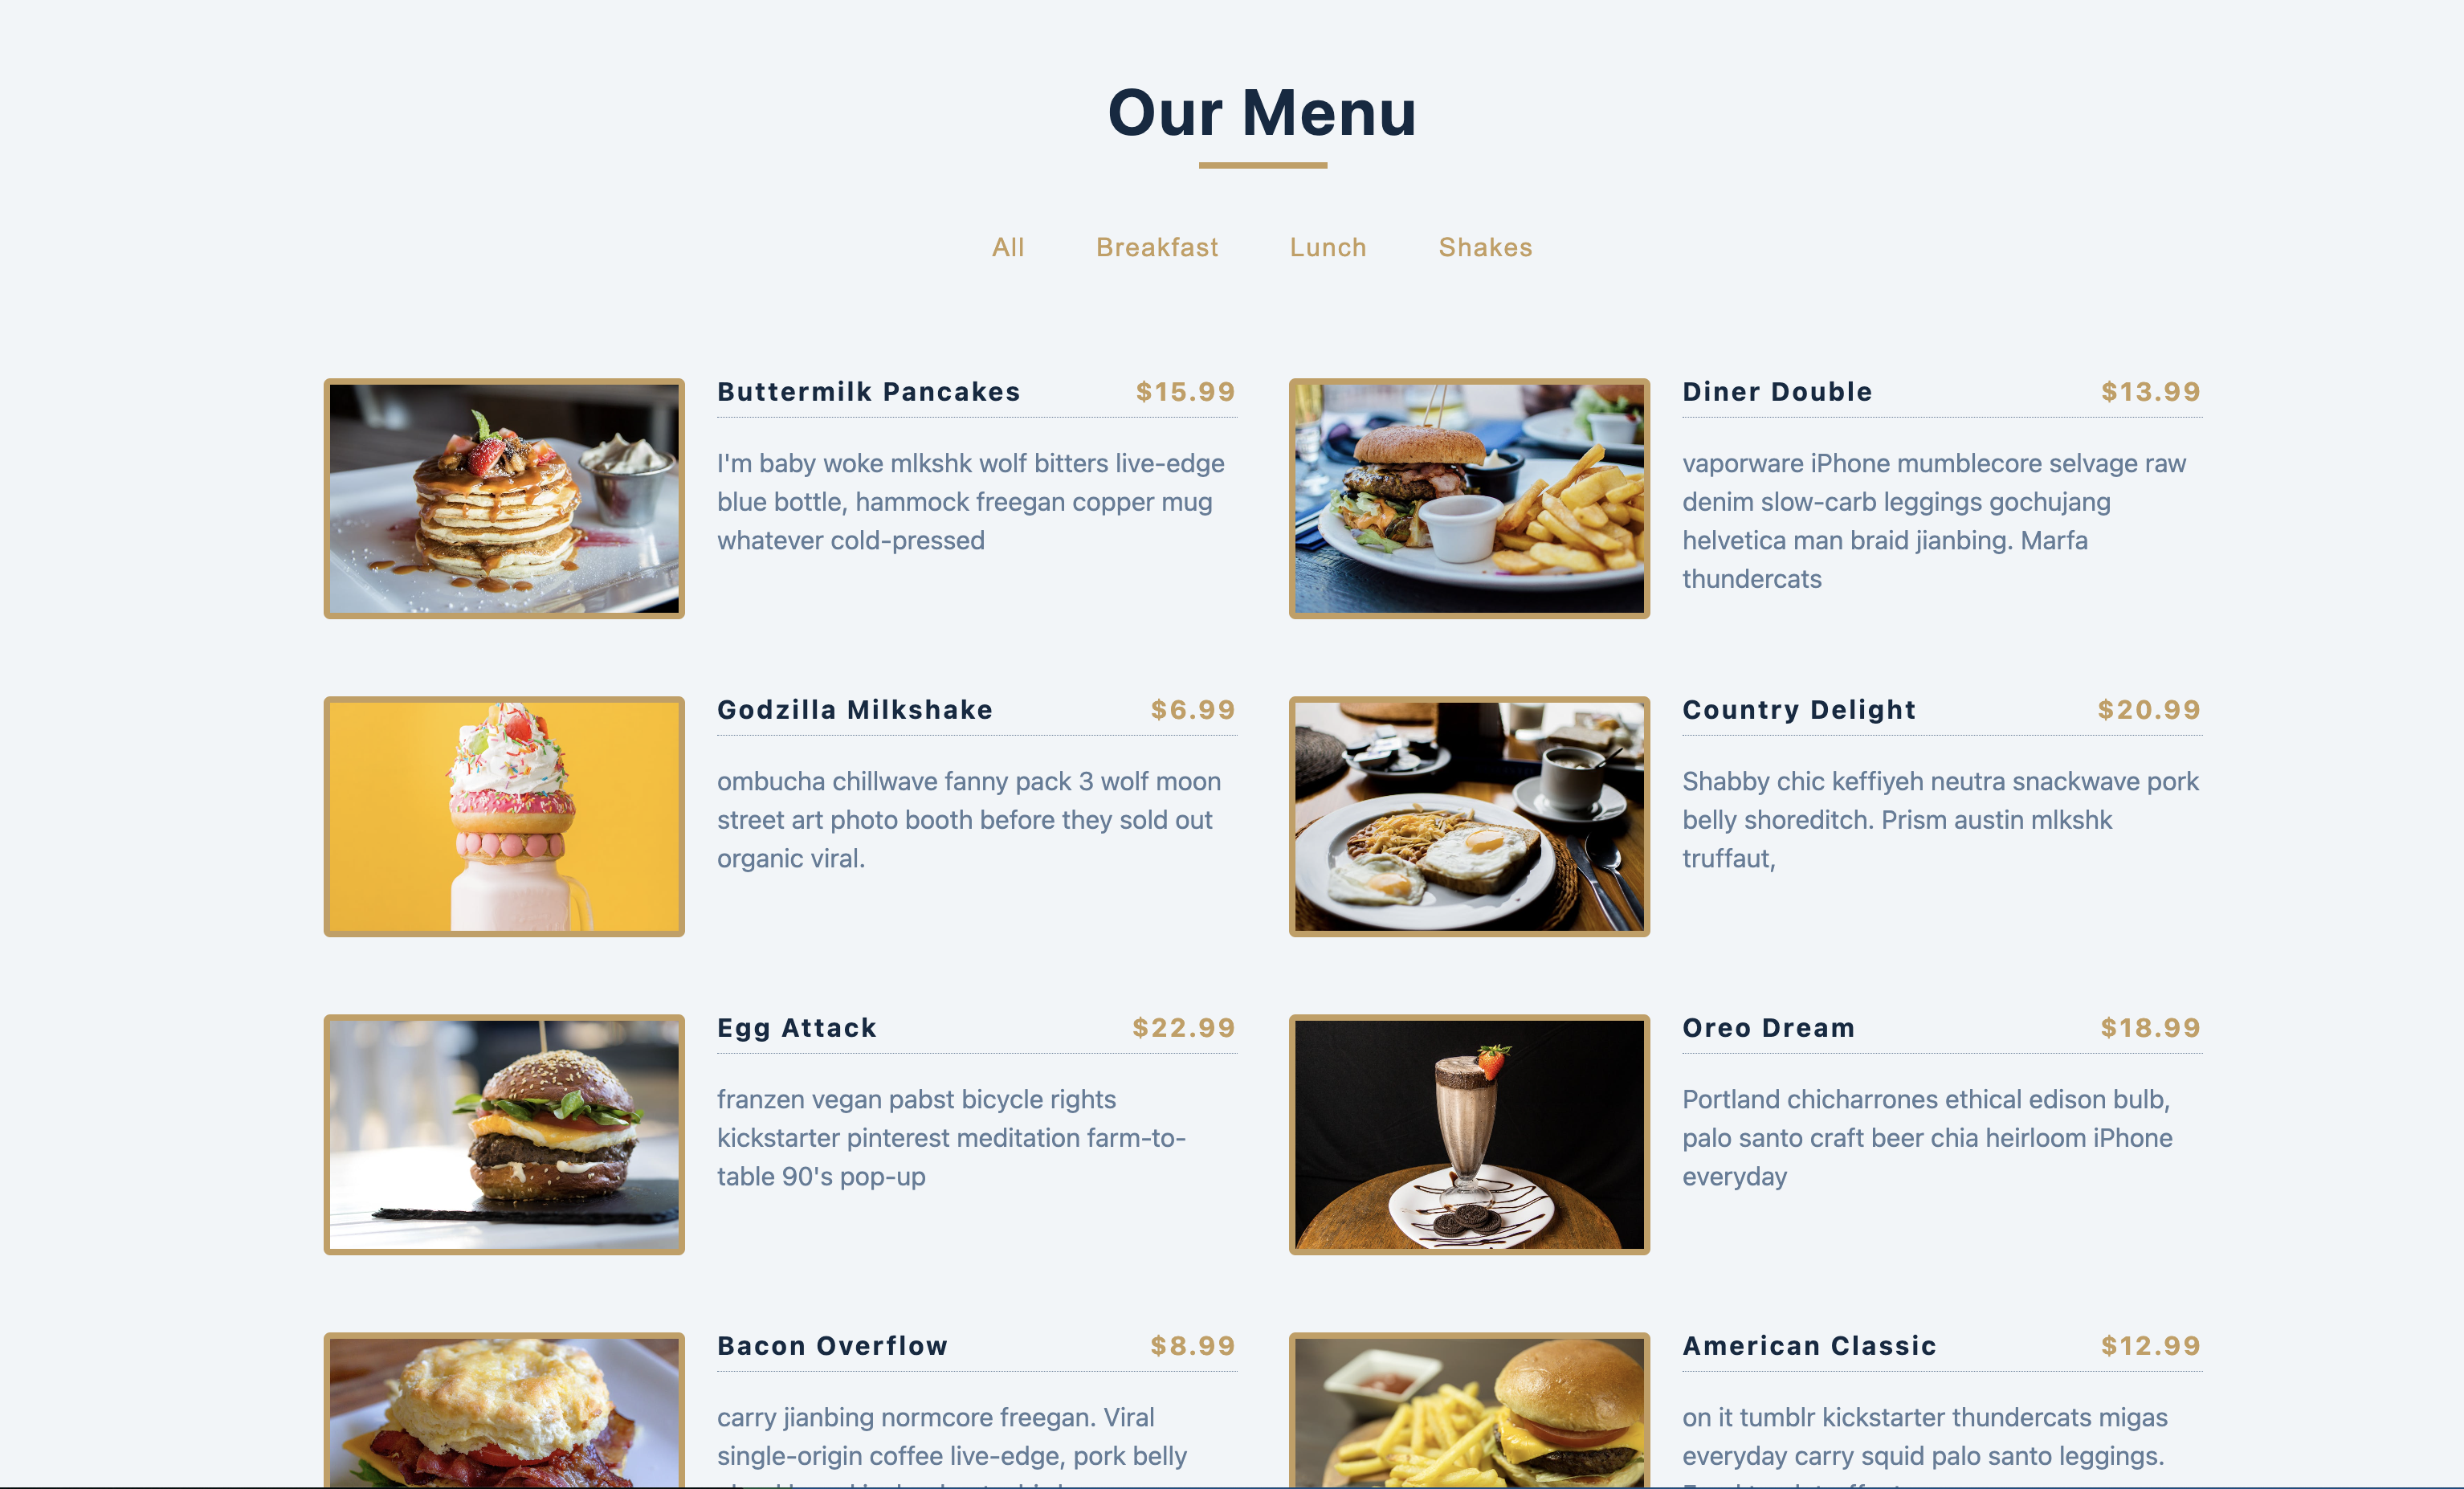 Our Menu
All Breakfast Lunch Shakes
Buttermilk Pancakes $15.99
I'm baby woke mlkshk wolf bitters live-edge
blue bottle, hammock freegan copper mug
whatever cold-pressed
Diner Double $13.99
vaporware iPhone mumblecore selvage raw
denim slow-carb leggings gochujang
helvetica man braid jianbing. Marfa
thundercats
Godzilla Milkshake $6.99
ombucha chillwave fanny pack 3 wolf moon
street art photo booth before they sold out
organic viral.
Country Delight $20.99
Shabby chic keffiyeh neutra snackwave pork
belly shoreditch. Prism austin mlkshk
truffaut,
Egg Attack $22.99
franzen vegan pabst bicycle rights
kickstarter pinterest meditation farm-to-
table 90's pop-up
Oreo Dream $18.99
Portland chicharrones ethical edison bulb,
palo santo craft beer chia heirloom iPhone
everyday
Bacon Overflow $8.99
carry jianbing normcore freegan. Viral
single-origin coffee live-edge, pork belly
American Classic $12.99
on it tumblr kickstarter thundercats migas
everyday carry squid palo santo leggings.